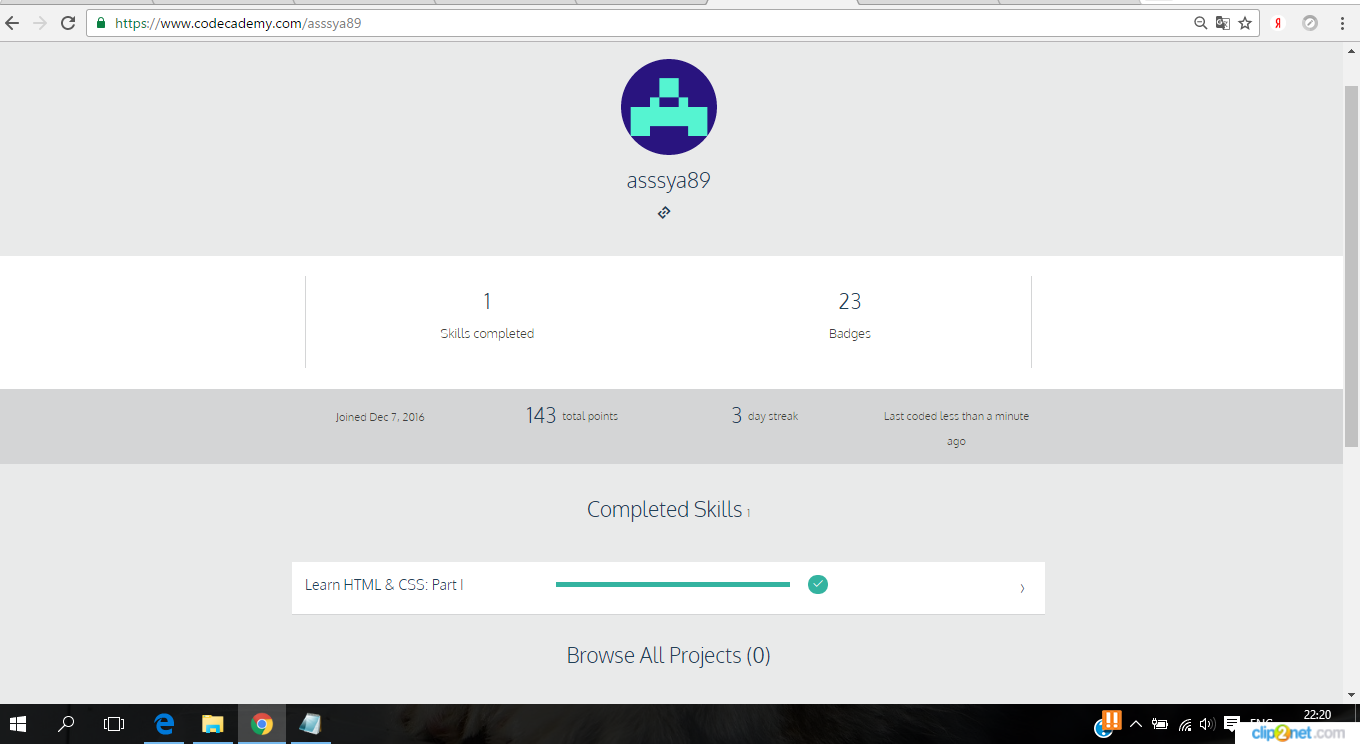 https://www.codecademy.com/asssya89
Я
asssya89
1
Skills completed
23
Badges
Joined Dec 7, 2016
143 total points
3 day streak
Last coded less than a minute
ago
Completed Skills 1
Learn HTML & CSS: Part I
Browse All Projects (0)
22:20
clip2net.com